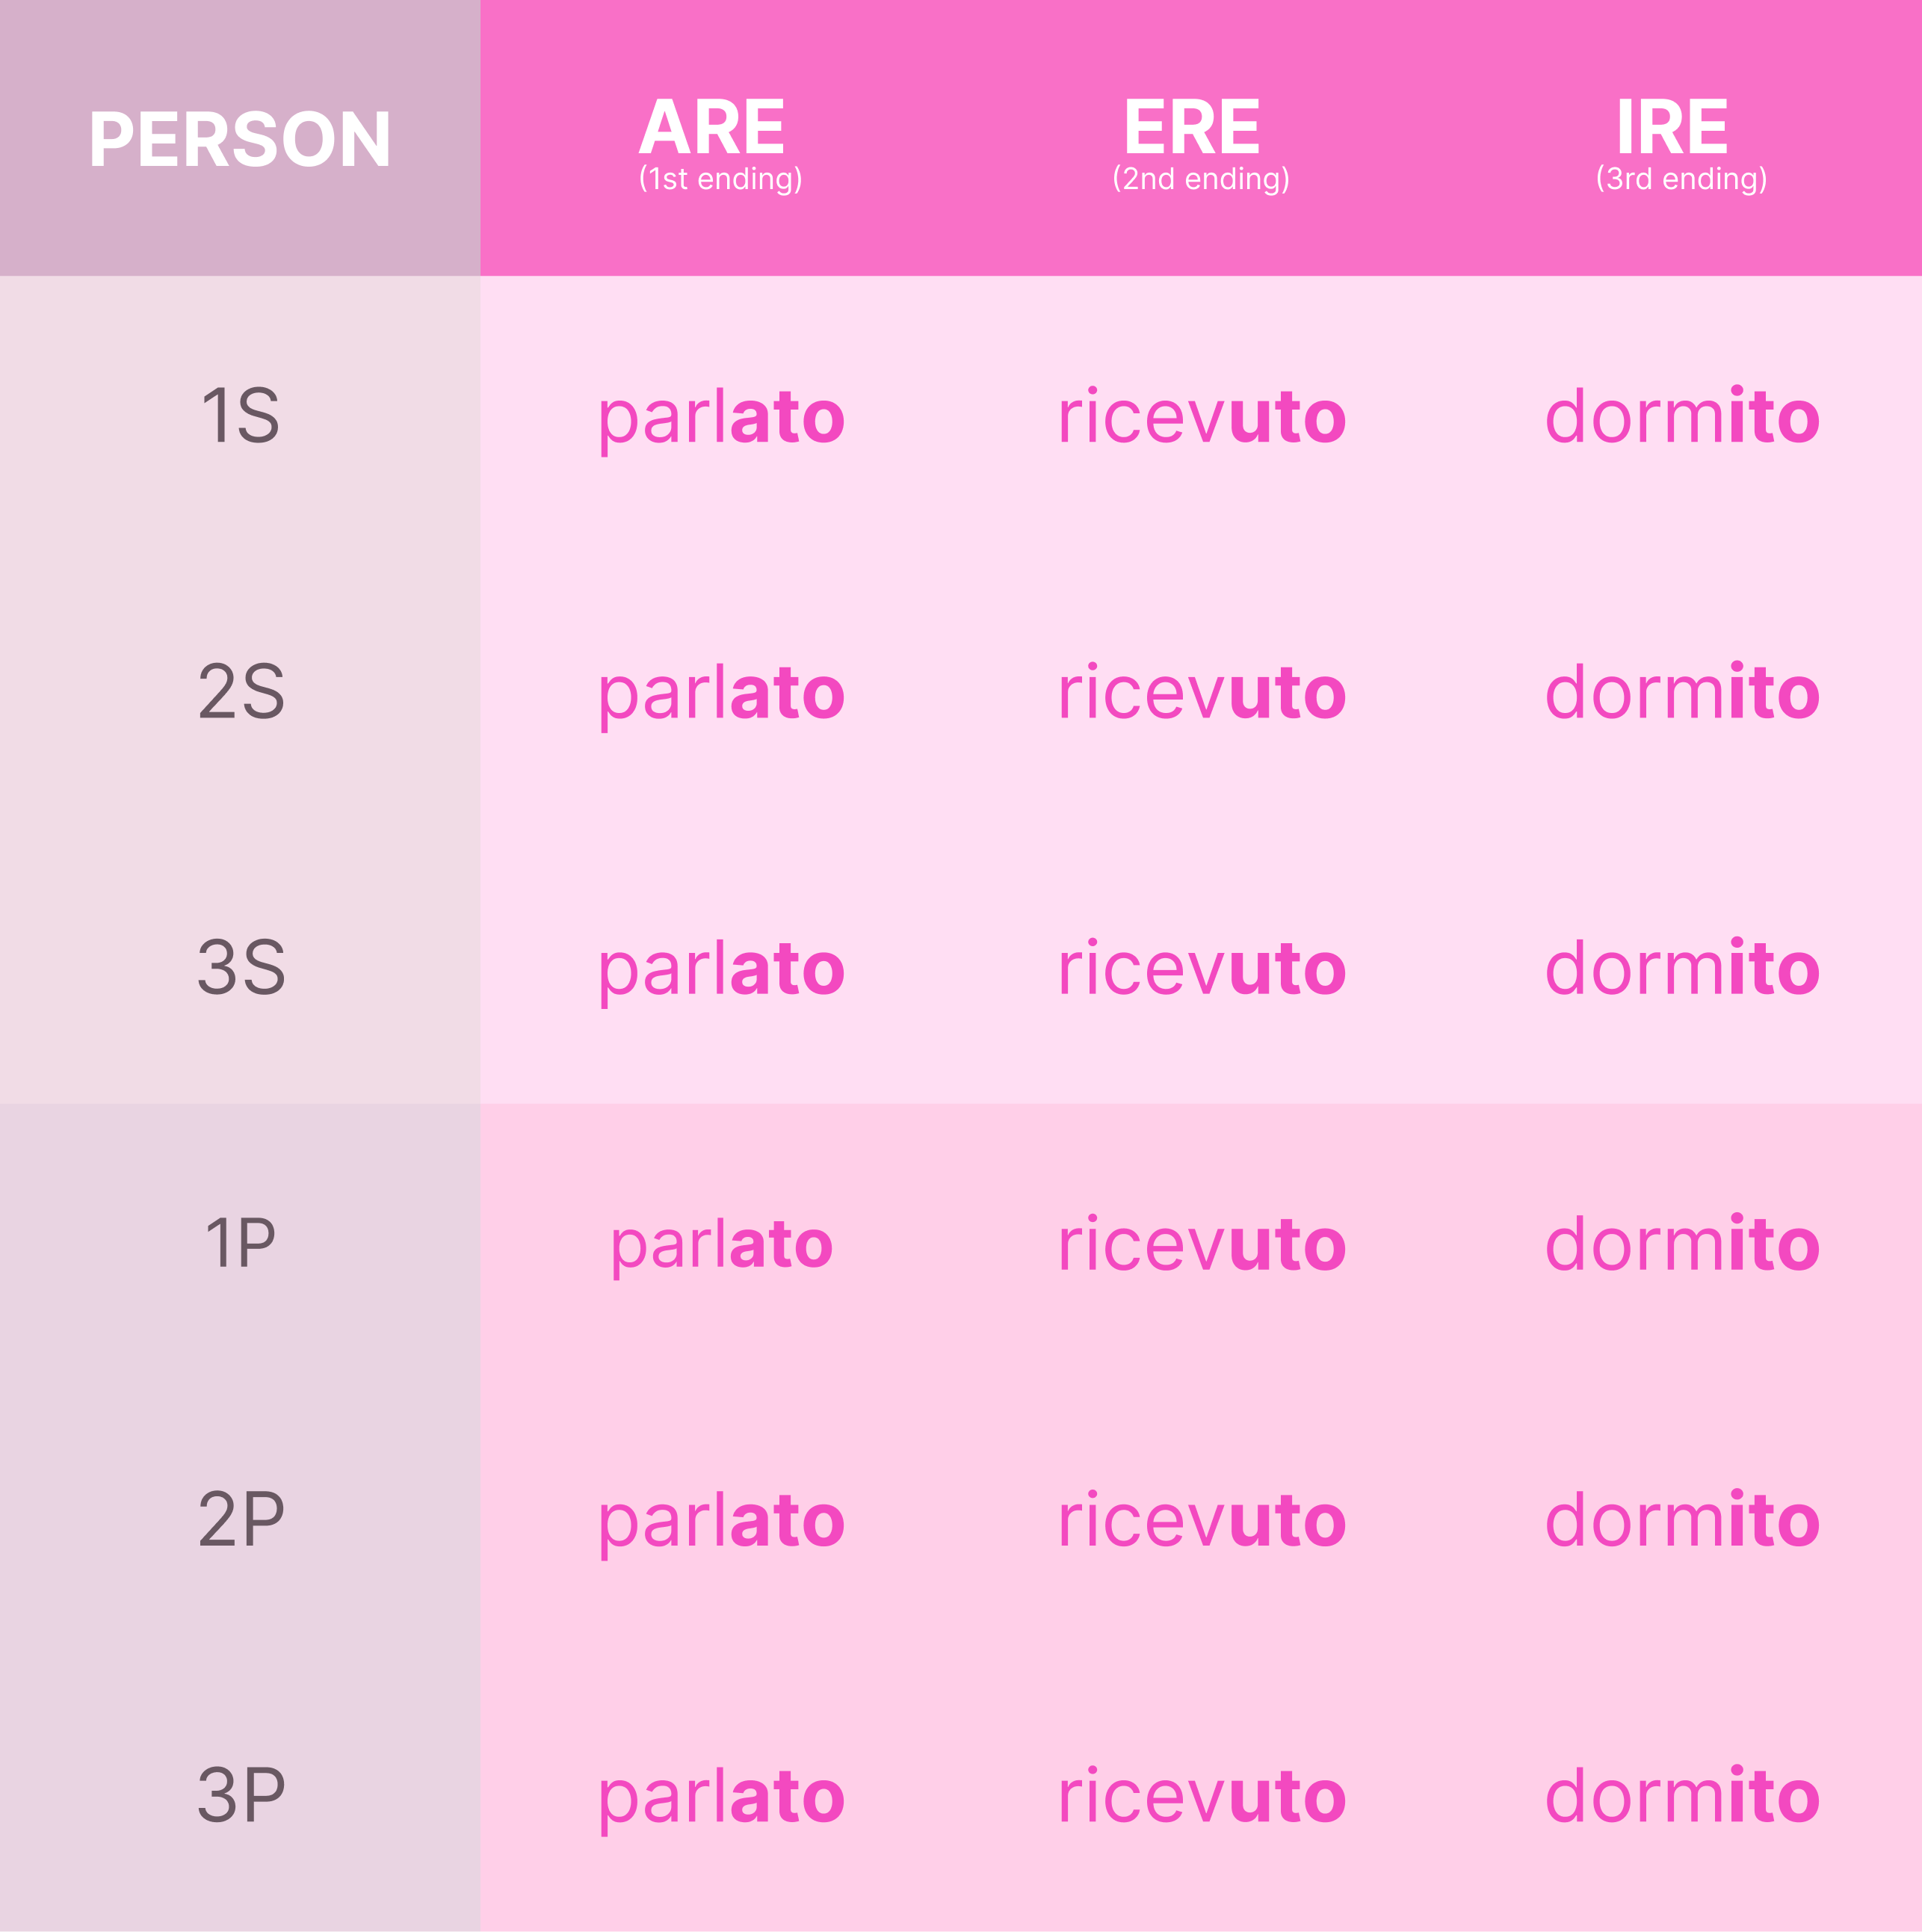 PERSON ARE ERE IRE
(1st ending) (2nd ending) (3rd ending)
1S parlato ricevuto dormito
2S parlato ricevuto dormito
3S parlato ricevuto dormito
1P parlato ricevuto dormito
2P parlato ricevuto dormito
3P parlato ricevuto dormito